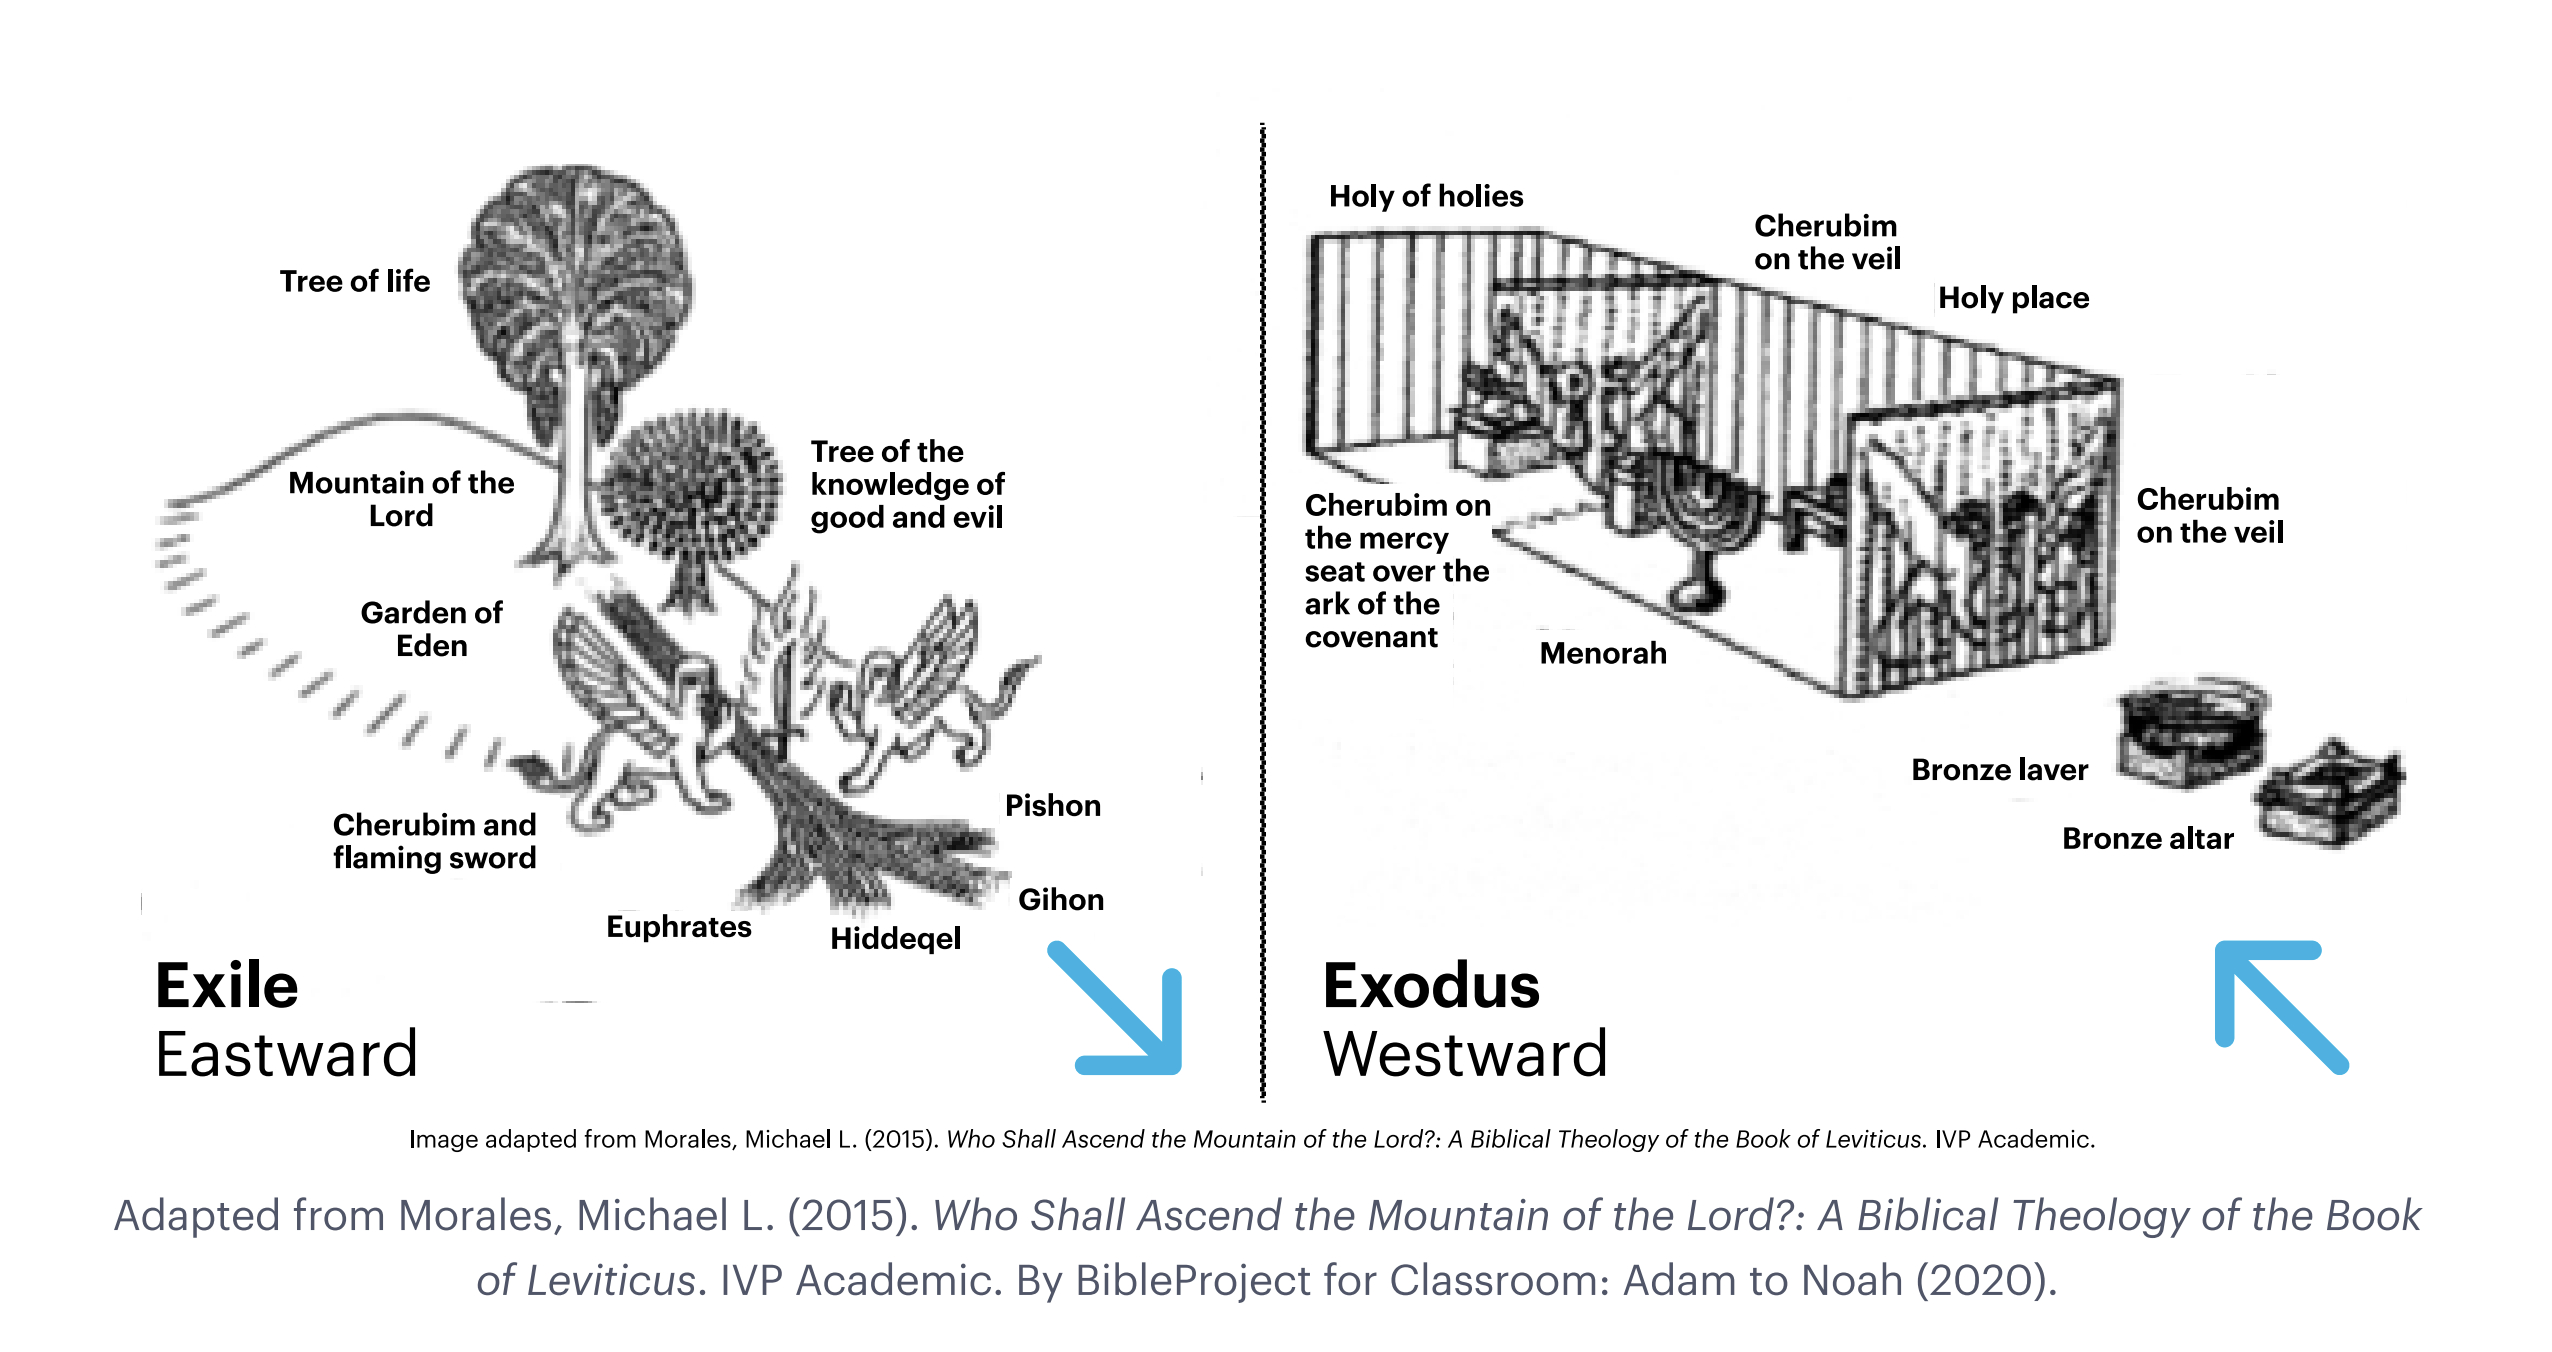 Tree of life
Mountain of the
Lord
Tree of the
knowledge of
good and evil
Garden of
Eden
Cherubim and
flaming sword
Pishon
Gihon
Euphrates
Hiddeqel
Exile
Eastward
Holy of holies
Cherubim
on the veil
Holy place
Cherubim on
the mercy
seat over the
ark of the
covenant
Cherubim
on the veil
Menorah
Bronze laver
Bronze altar
Exodus
Westward
Image adapted from Morales, Michael L. (2015). Who Shall Ascend the Mountain of the Lord?: A Biblical Theology of the Book of Leviticus. IVP Academic.
Adapted from Morales, Michael L. (2015). Who Shall Ascend the Mountain of the Lord?: A Biblical Theology of the Book
of Leviticus. IVP Academic. By BibleProject for Classroom: Adam to Noah (2020).